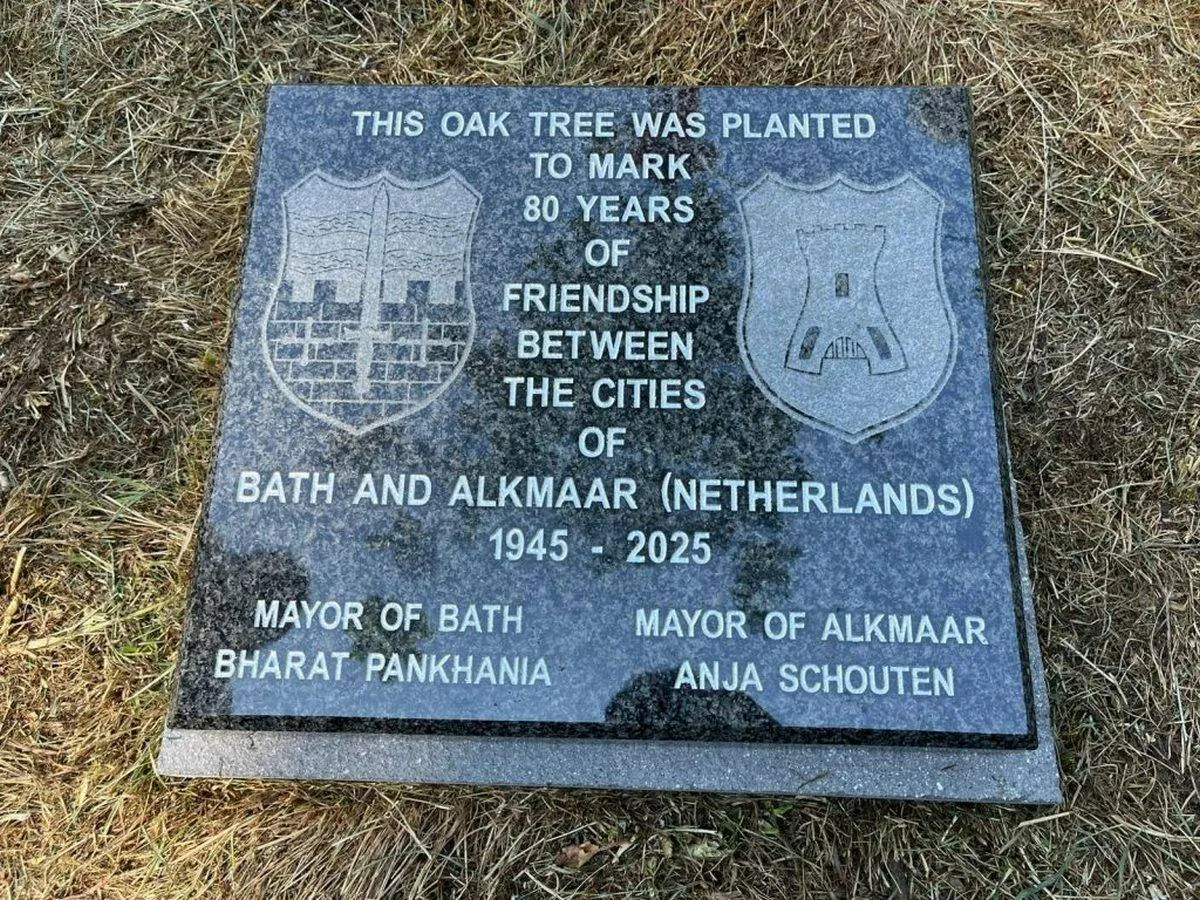 THIS OAK TREE WAS PLANTED
TO MARK
80 YEARS
OF
FRIENDSHIP
BETWEEN
THE CITIES
OF
BATH AND ALKMAAR (NETHERLANDS)
1945 - 2025
MAYOR OF BATH
BHARAT PANKHANIA
MAYOR OF ALKMAAR
ANJA SCHOUTEN